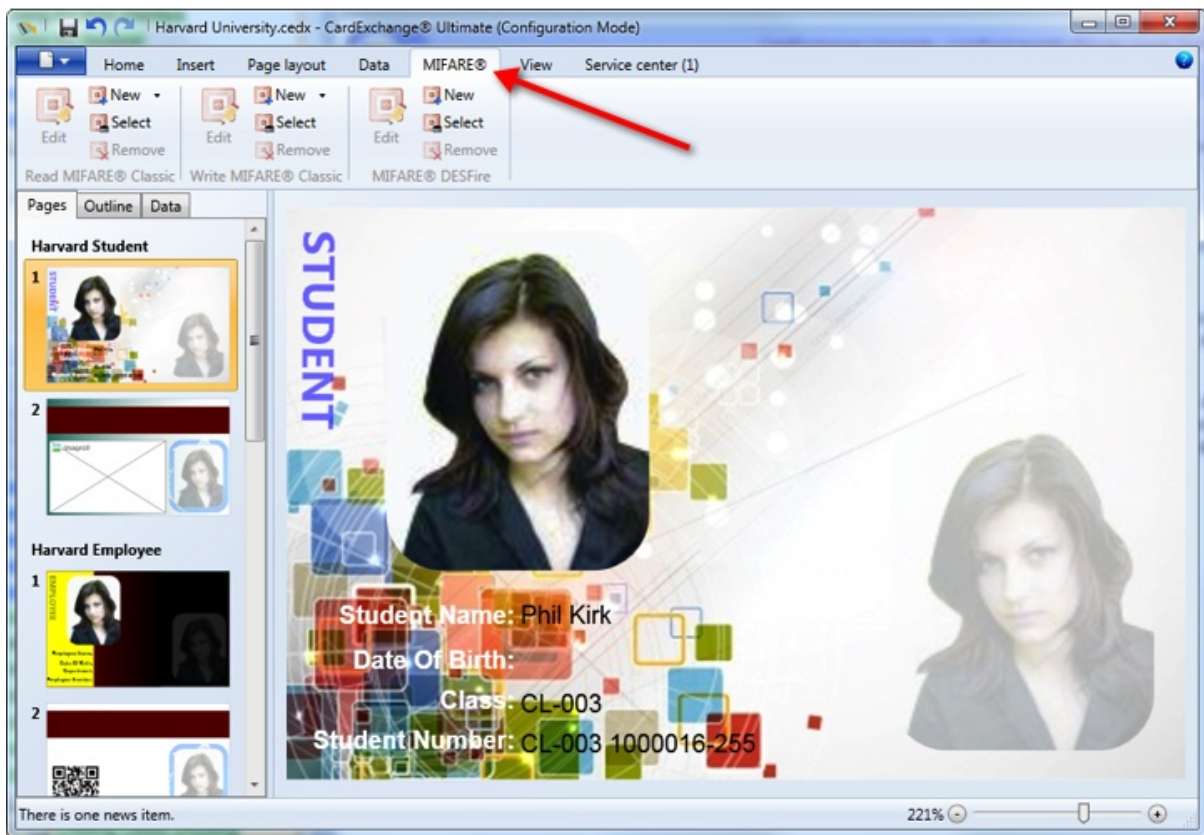 Harvard University.cedx - CardExchange® Ultimate (Configuration Mode)
Home Insert Page layout Data MIFARE® View Service center (1)
Edit New Select Remove
Read MIFARE® Classic
Edit New Select Remove
Write MIFARE® Classic
Edit New Select Remove
MIFARE® DESFire
Pages Outline Data
Harvard Student
1
STUDENT
2
Harvard Employee
1
EMPLOYEE
2
STUDENT
Student Name: Phil Kirk
Date Of Birth:
Class: CL-003
Student Number: CL-003 1000016-255
There is one news item.
221%